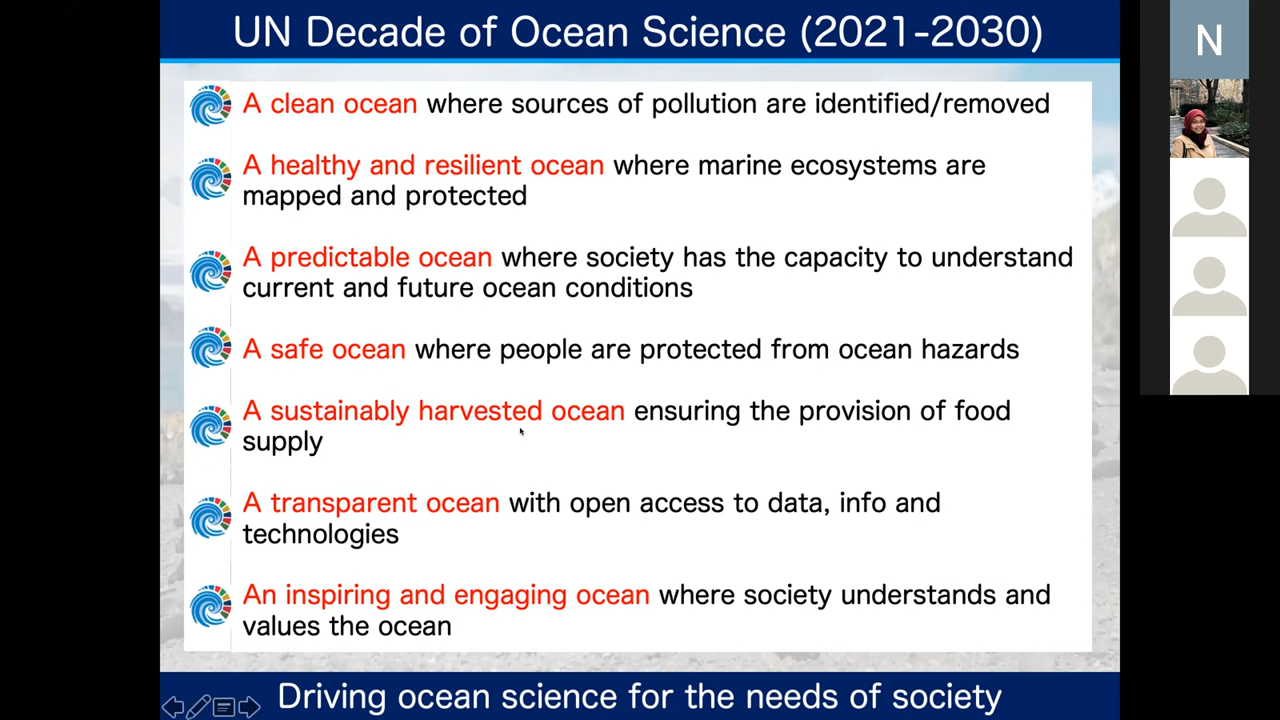 UN Decade of Ocean Science (2021-2030)
N
A clean ocean where sources of pollution are identified/removed
A healthy and resilient ocean where marine ecosystems are
mapped and protected
A predictable ocean where society has the capacity to understand
current and future ocean conditions
A safe ocean where people are protected from ocean hazards
A sustainably harvested ocean ensuring the provision of food
supply
A transparent ocean with open access to data, info and
technologies
An inspiring and engaging ocean where society understands and
values the ocean
Driving ocean science for the needs of society